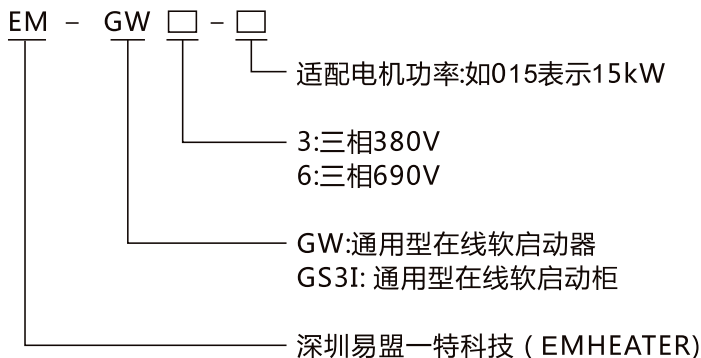 EM - GW□-□
适配电机功率:如015表示15kW
3:三相380V
6:三相690V
GW:通用型在线软启动器
GS3I: 通用型在线软启动柜
深圳易盟一特科技（EMHEATER)